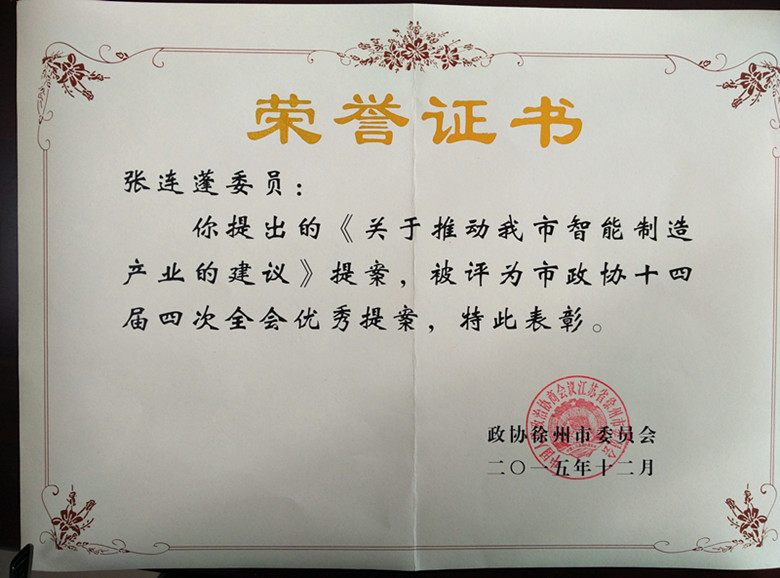 荣誉证书
张连蓬委员：
你提出的《关于推动我市智能制造
产业的建议》提案，被评为市政协十四
届四次全会优秀提案，特此表彰。
政协徐州市委员会
二〇一五年十二月